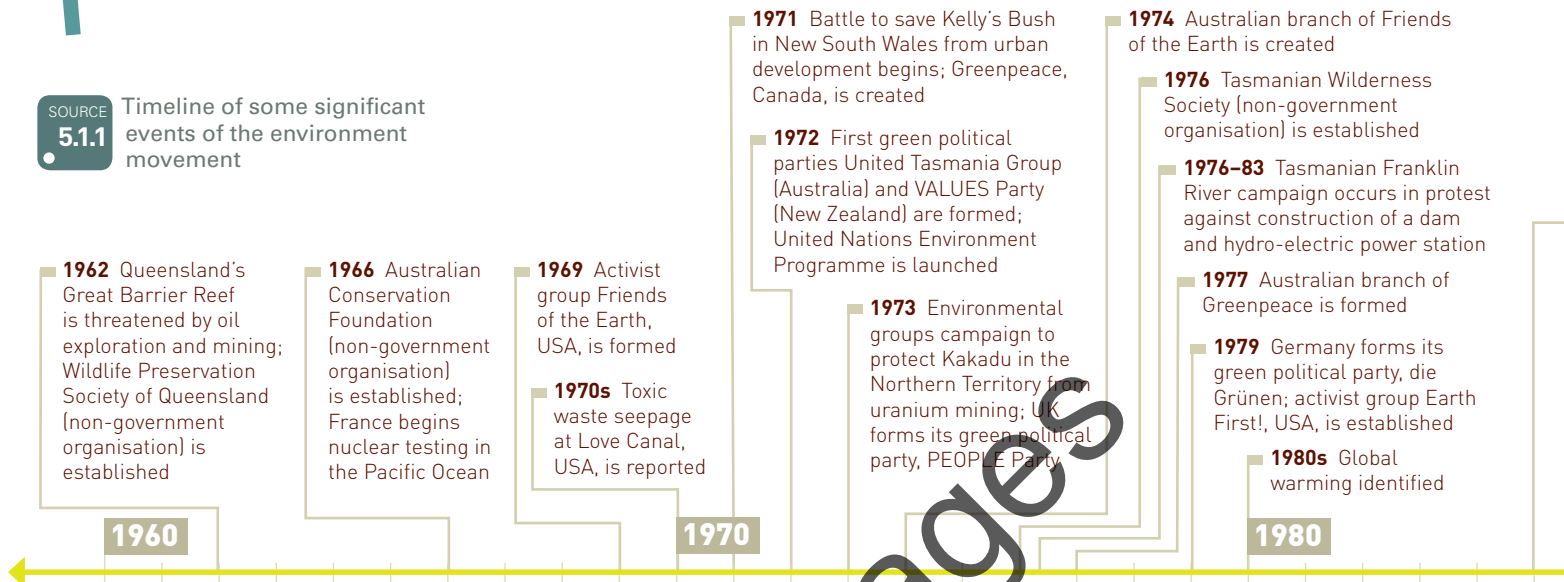 SOURCE
5.1.1
Timeline of some significant
events of the environment
movement
1962 Queensland's
Great Barrier Reef
is threatened by oil
exploration and mining;
Wildlife Preservation
Society of Queensland
(non-government
organisation) is
established
1966 Australian
Conservation
Foundation
(non-government
organisation)
is established;
France begins
nuclear testing in
the Pacific Ocean
1969 Activist
group Friends
of the Earth,
USA, is formed
1970s Toxic
waste seepage
at Love Canal,
USA, is reported
1971 Battle to save Kelly's Bush
in New South Wales from urban
development begins; Greenpeace,
Canada, is created
1972 First green political
parties United Tasmania Group
(Australia) and VALUES Party
(New Zealand) are formed;
United Nations Environment
Programme is launched
1973 Environmental
groups campaign to
protect Kakadu in the
Northern Territory from
uranium mining; UK
forms its green political
party, PEOPLE Party
1974 Australian branch of Friends
of the Earth is created
1976 Tasmanian Wilderness
Society (non-government
organisation) is established
1976–83 Tasmanian Franklin
River campaign occurs in protest
against construction of a dam
and hydro-electric power station
1977 Australian branch of
Greenpeace is formed
1979 Germany forms its
green political party, die
Grünen; activist group Earth
First!, USA, is established
1980s Global
warming identified
1960
1970
1980
ages